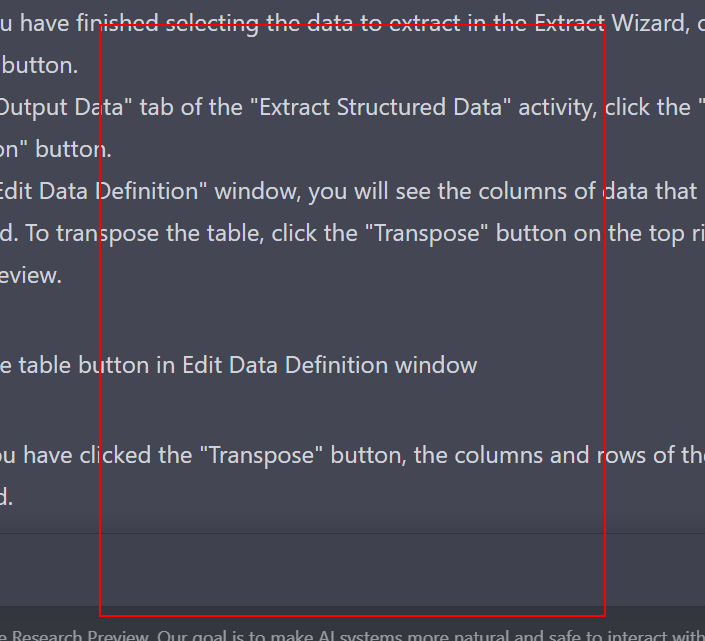 u have finished selecting the data to extract in the Extract Wizard, c
button.
Output Data" tab of the "Extract Structured Data" activity, click the "
on" button.
Edit Data Definition" window, you will see the columns of data that
d. To transpose the table, click the "Transpose" button on the top ri
eview.
e table button in Edit Data Definition window
ou have clicked the "Transpose" button, the columns and rows of the
d.
e Research Preview. Our goal is to make AI systems more natural and safe to interact with